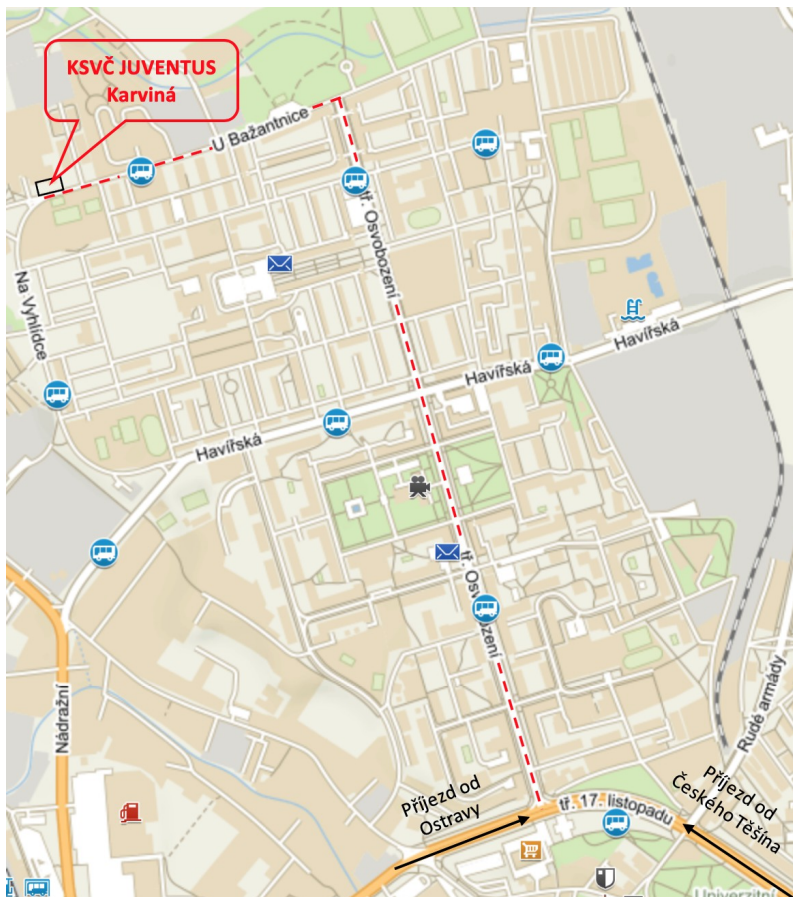 KSVČ JUVENTUS
Karviná
U Bažantnice
tř. Osvobození
Na Vyhlídce
Havířská
Havířská
Havířská
tř. Osvobození
Nádražní
Rudé armády
Příjezd od
Ostravy
tř. 17. listopadu
Příjezd od
Českého Těšína
Univerzitní